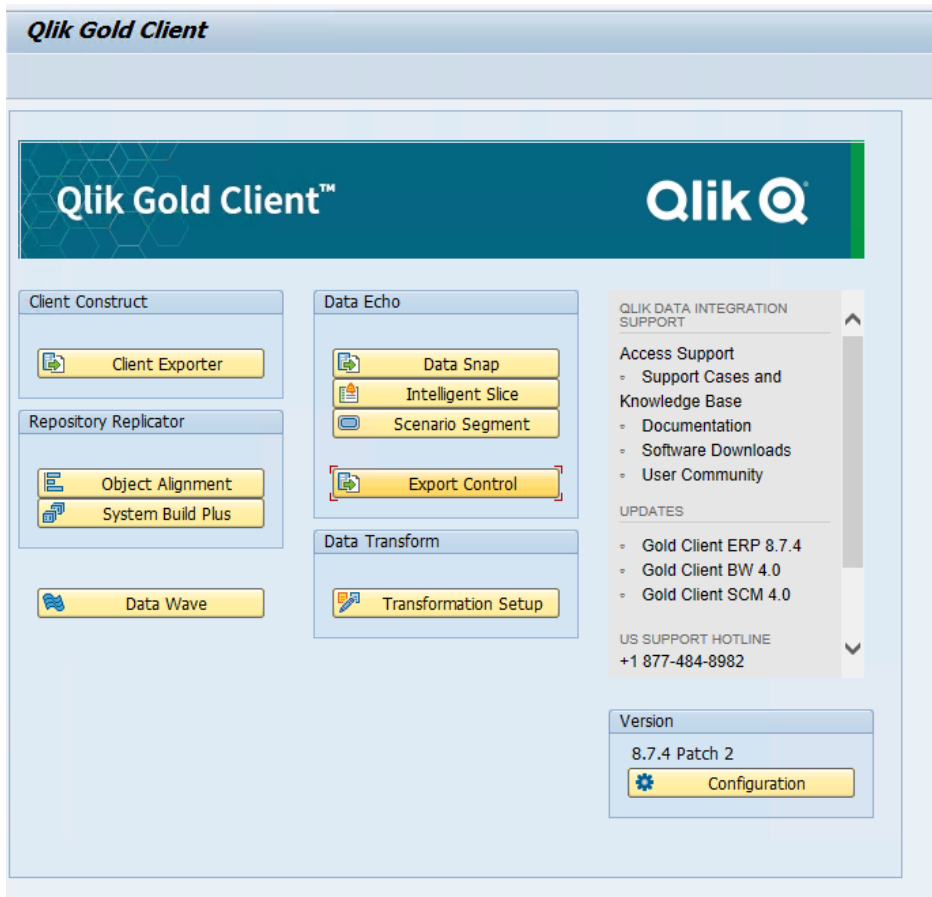 Qlik Gold Client
Qlik Gold Client™
Qlik
Client Construct
Client Exporter
Repository Replicator
Object Alignment
System Build Plus
Data Wave
Data Echo
Data Snap
Intelligent Slice
Scenario Segment
Export Control
Data Transform
Transformation Setup
QLIK DATA INTEGRATION
SUPPORT
Access Support
◦ Support Cases and
Knowledge Base
◦ Documentation
◦ Software Downloads
◦ User Community
UPDATES
◦ Gold Client ERP 8.7.4
◦ Gold Client BW 4.0
◦ Gold Client SCM 4.0
US SUPPORT HOTLINE
+1 877-484-8982
Version
8.7.4 Patch 2
Configuration